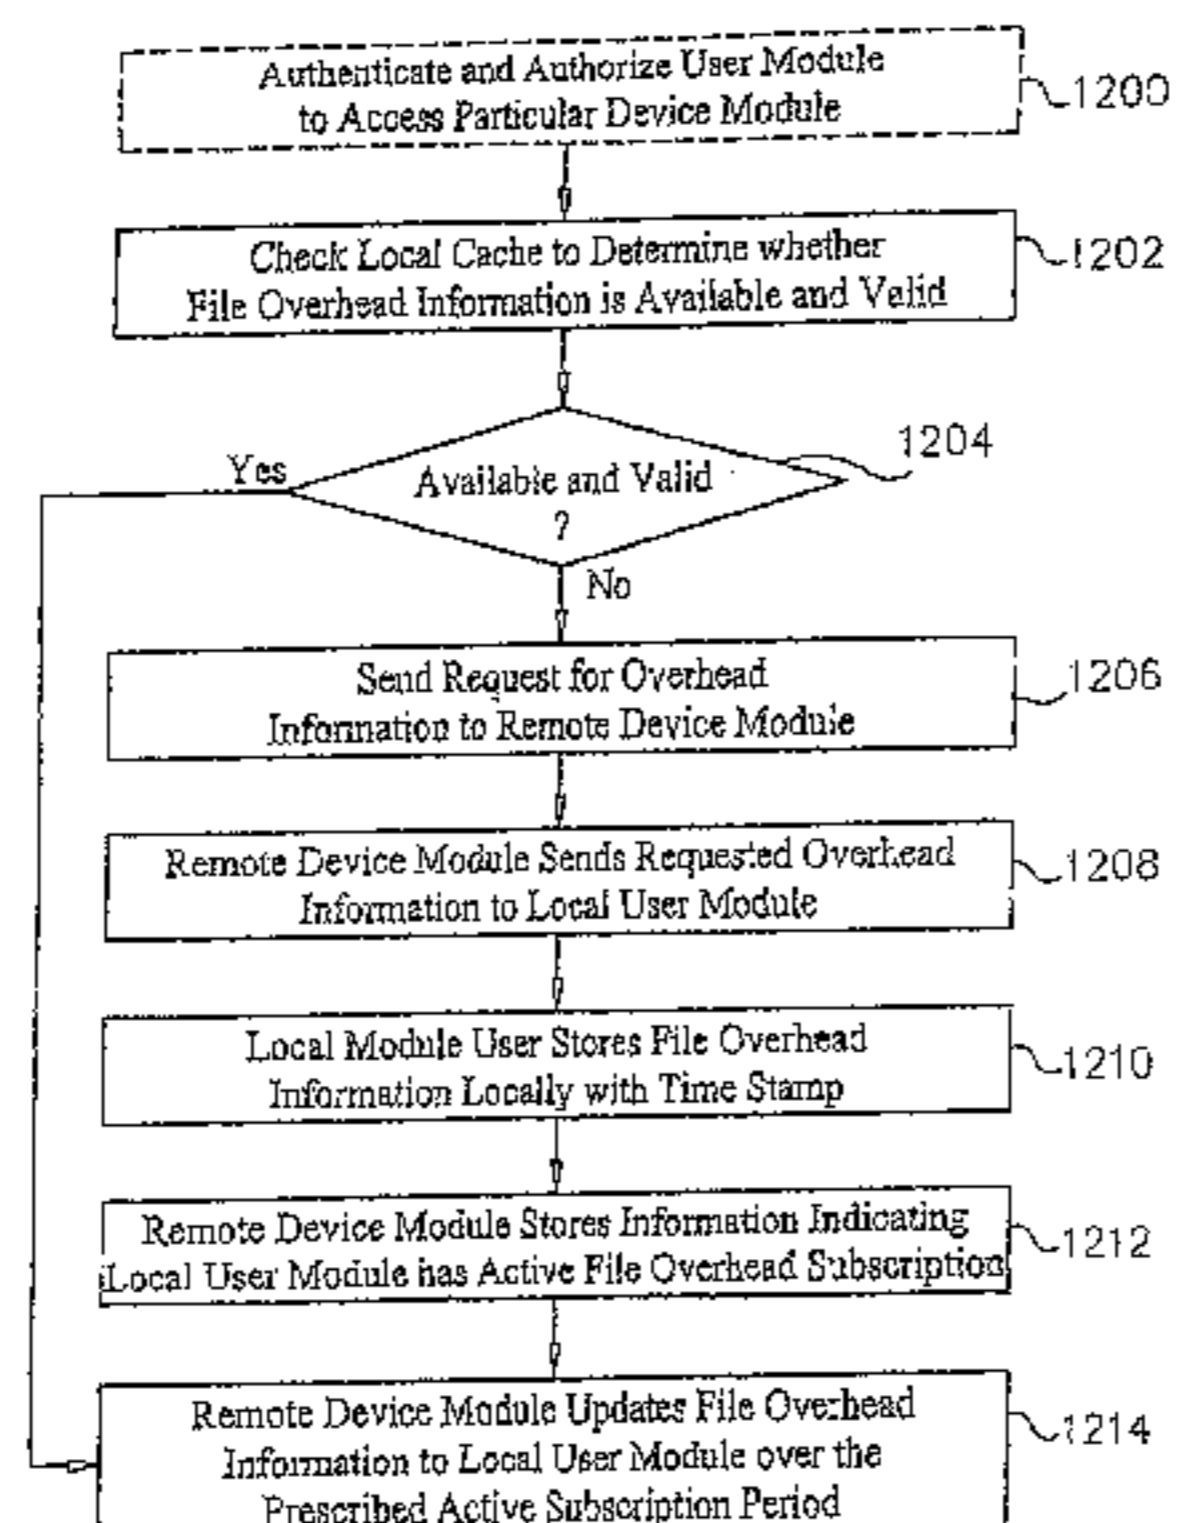 Authenticate and Authorize User Module
to Access Particular Device Module
1200
Check Local Cache to Determine whether
File Overhead Information is Available and Valid
1202
1204
Yes
Available and Valid
?
No
Send Request for Overhead
Information to Remote Device Module
1206
Remote Device Module Sends Requested Overhead
Information to Local User Module
1208
Local Module User Stores File Overhead
Information Locally with Time Stamp
1210
Remote Device Module Stores Information Indicating
Local User Module has Active File Overhead Subscription
1212
Remote Device Module Updates File Overhead
Information to Local User Module over the
Prescribed Active Subscription Period
1214